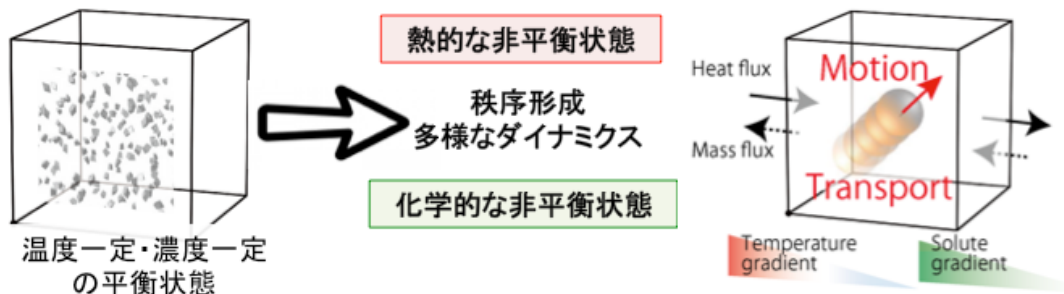 温度一定・濃度一定
の平衡状態
熱的な非平衡状態
秩序形成
多様なダイナミクス
化学的な非平衡状態
Heat flux
Mass flux
Motion
Transport
Temperature
gradient
Solute
gradient